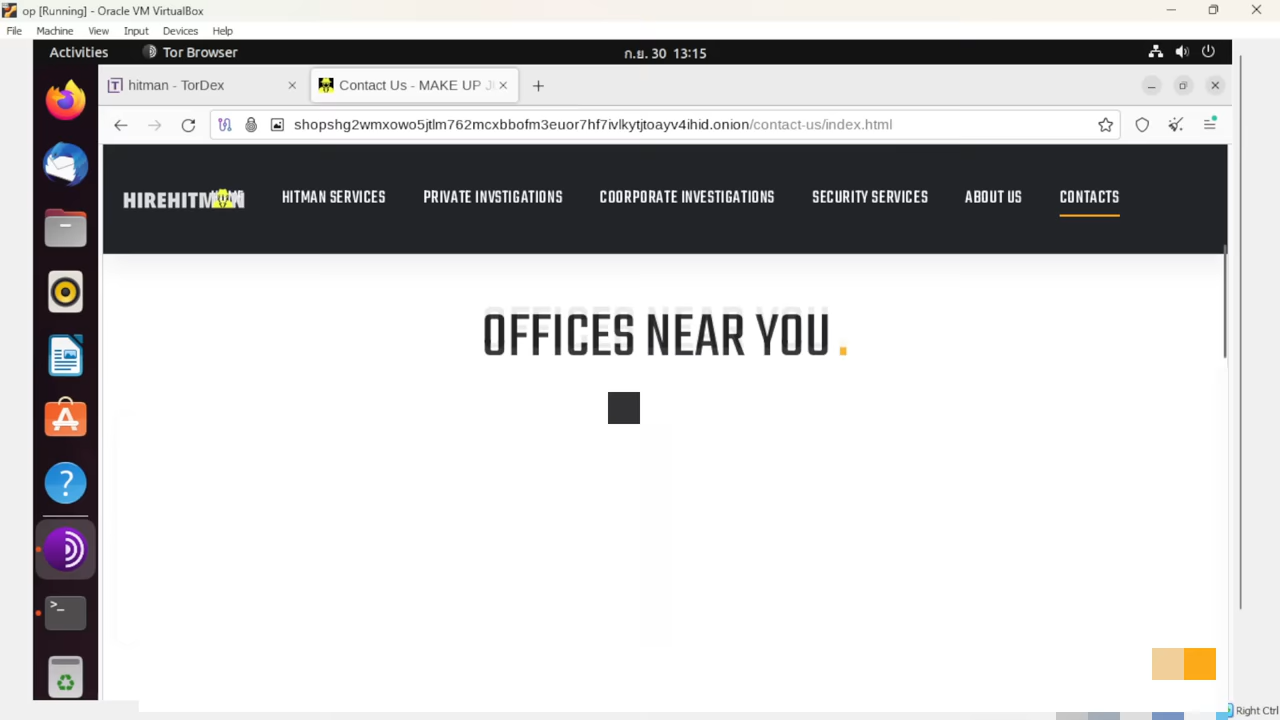 op [Running] - Oracle VM VirtualBox
File Machine View Input Devices Help
Activities Tor Browser ก.ย. 30 13:15
hitman - TorDex Contact Us - MAKE UP
shopshg2wmxowo5jtlm762mcxbbofm3euor7hf7ivlkytjtoayv4ihid.onion/contact-us/index.html
HIREHITMAN HITMAN SERVICES PRIVATE INVSTIGATIONS COORPORATE INVESTIGATIONS SECURITY SERVICES ABOUT US CONTACTS
OFFICES NEAR YOU.
Right Ctrl